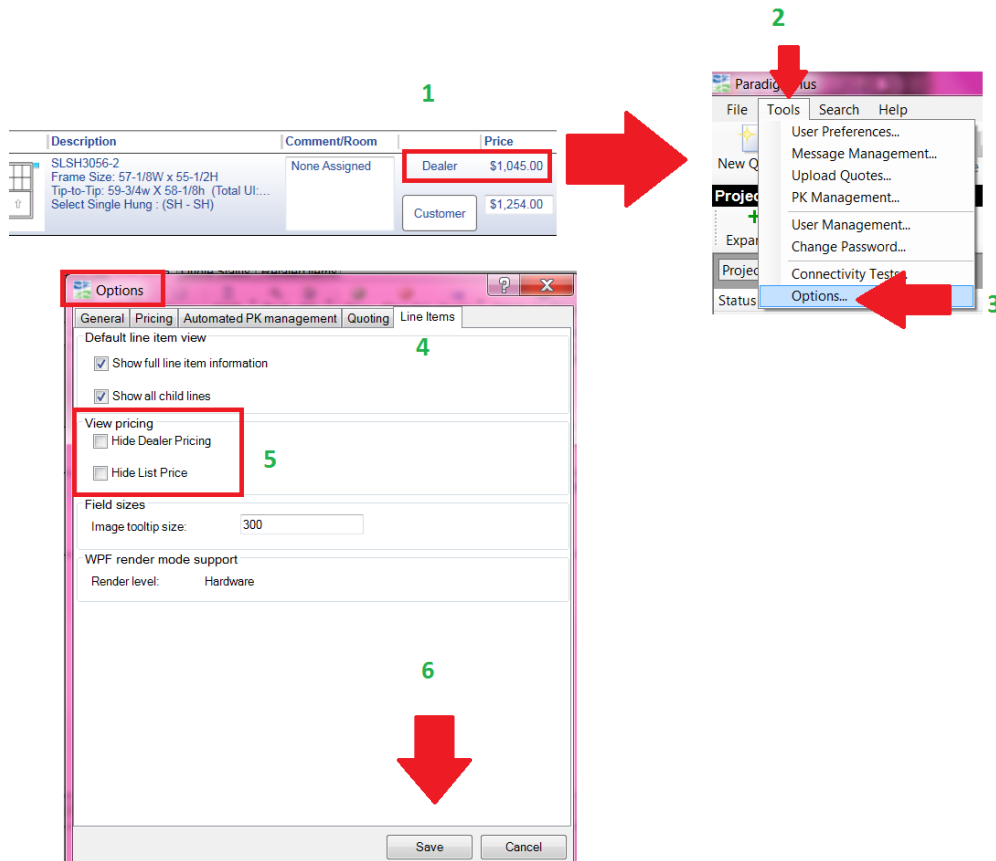 2
1
Description Comment/Room Price
SLSH3056-2 None Assigned Dealer $1,045.00
Frame Size: 57-1/8W x 55-1/2H
Tip-to-Tip: 59-3/4w X 58-1/8h (Total UI:...
Select Single Hung : (SH - SH) Customer $1,254.00
File Tools Search Help
User Preferences...
Message Management...
New Q
Upload Quotes...
PK Management...
User Management...
Change Password...
Connectivity Tests
Status Options...
3
Options
General Pricing Automated PK management Quoting Line Items
4
Default line item view
Show full line item information
Show all child lines
View pricing
Hide Dealer Pricing
5
Hide List Price
Field sizes
Image tooltip size: 300
WPF render mode support
Render level: Hardware
6
Save Cancel